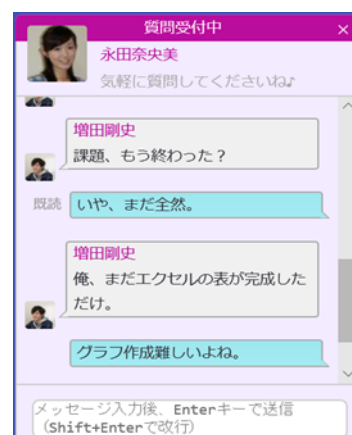 質問受付中
×
永田奈央美
気軽に質問してくださいね♪
増田剛史
課題、もう終わった？
既読
いや、まだ全然。
増田剛史
俺、まだエクセルの表が完成した
だけ。
グラフ作成難しいよね。
メッセージ入力後、Enterキーで送信
(Shift+Enterで改行)